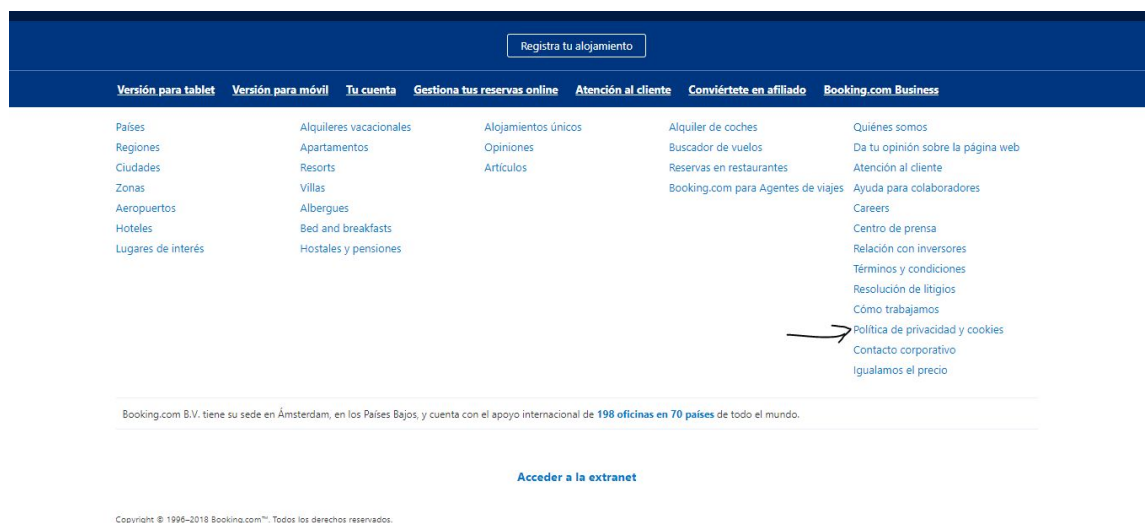 Registra tu alojamiento
Versión para tablet Versión para móvil Tu cuenta Gestiona tus reservas online Atención al cliente Conviértete en afiliado Booking.com Business
Países Alquileres vacacionales Alojamientos únicos Alquiler de coches Quiénes somos
Regiones Apartamentos Opiniones Buscador de vuelos Da tu opinión sobre la página web
Ciudades Resorts Artículos Reservas en restaurantes Atención al cliente
Zonas Villas Booking.com para Agentes de viajes Ayuda para colaboradores
Aeropuertos Albergues Careers
Hoteles Bed and breakfasts Centro de prensa
Lugares de interés Hostales y pensiones Relación con inversores
Términos y condiciones
Resolución de litigios
Cómo trabajamos
Política de privacidad y cookies
Contacto corporativo
Igualamos el precio
Booking.com B.V. tiene su sede en Ámsterdam, en los Países Bajos, y cuenta con el apoyo internacional de 198 oficinas en 70 países de todo el mundo.
Acceder a la extranet
Copyright © 1996–2018 Booking.com™. Todos los derechos reservados.